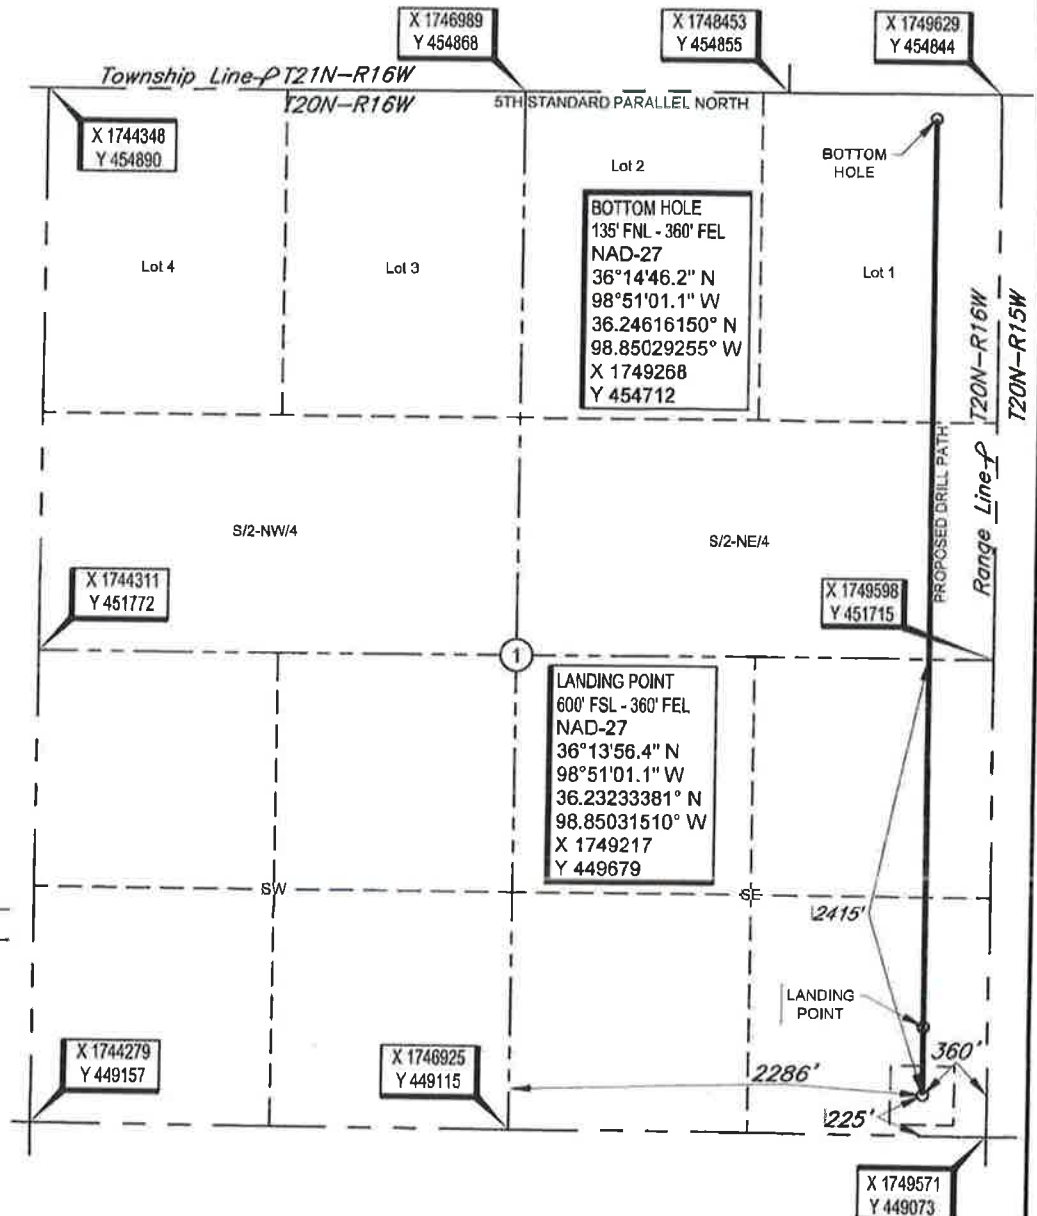 X 1746989
Y 454868
X 1748453
Y 454855
X 1749629
Y 454844
Township Line T21N-R16W
T20N-R16W
5TH STANDARD PARALLEL NORTH
X 1744348
Y 454890
BOTTOM
HOLE
Lot 2
BOTTOM HOLE
135' FNL - 360' FEL
NAD-27
36°14'46.2" N
98°51'01.1" W
36.24616150° N
98.85029255° W
X 1749268
Y 454712
Lot 4
Lot 3
Lot 1
T20N-R16W
T20N-R15W
PROPOSED DRILL PATH
Range Line
S/2-NW/4
S/2-NE/4
X 1744311
Y 451772
X 1749598
Y 451715
1
LANDING POINT
600' FSL - 360' FEL
NAD-27
36°13'56.4" N
98°51'01.1" W
36.23233381° N
98.85031510° W
X 1749217
Y 449679
SW
SE
2415'
LANDING
POINT
X 1744279
Y 449157
X 1746925
Y 449115
2286'
360'
225'
X 1749571
Y 449073